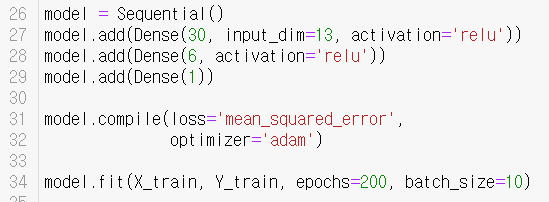 26 model = Sequential()
27 model.add(Dense(30, input_dim=13, activation='relu'))
28 model.add(Dense(6, activation='relu'))
29 model.add(Dense(1))
30
31 model.compile(loss='mean_squared_error',
32 optimizer='adam')
33
34 model.fit(X_train, Y_train, epochs=200, batch_size=10)